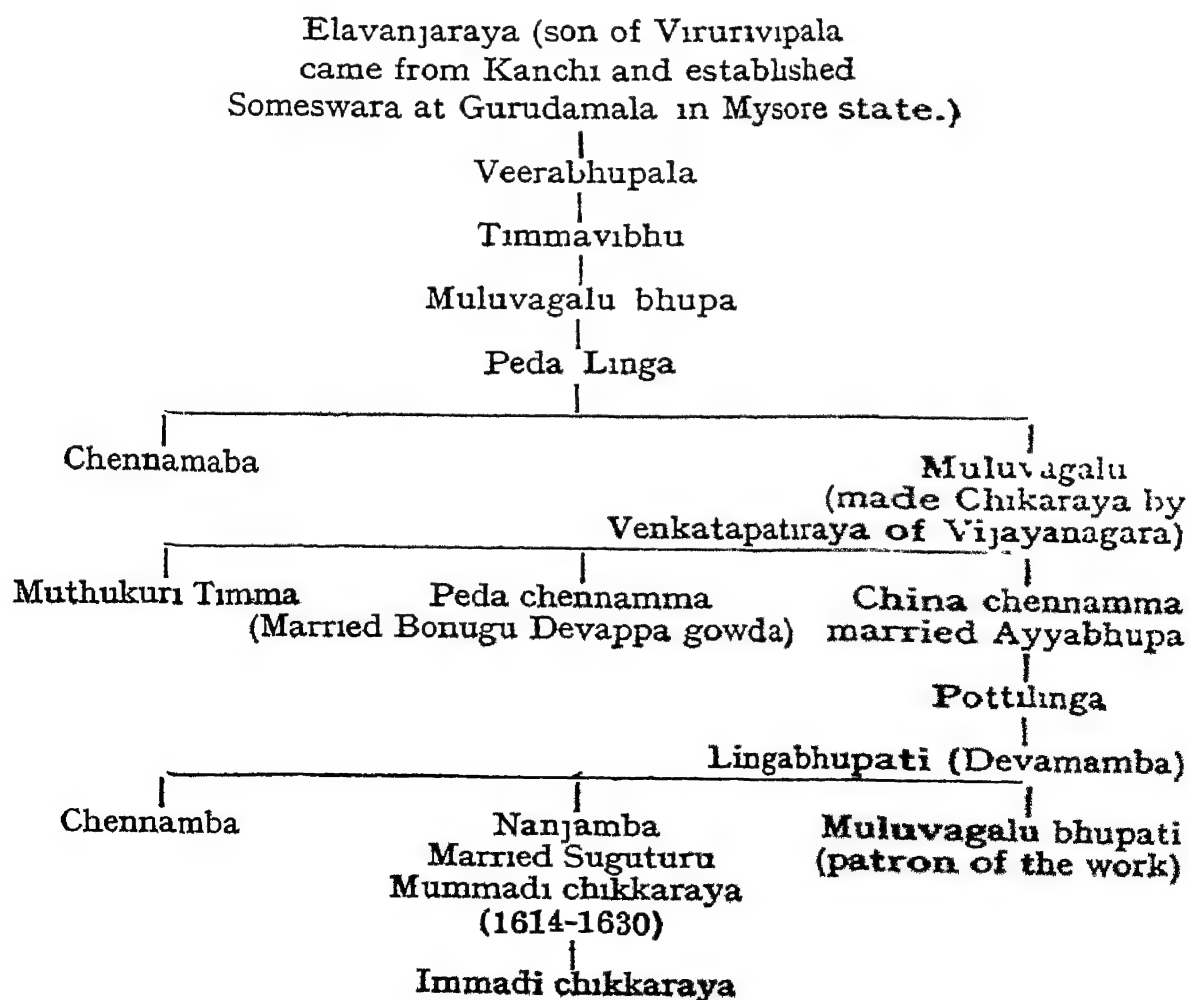 Elavanjaraya (son of Virurivipala
came from Kanchi and established
Someswara at Gurudamala in Mysore state.)
Veerabhupala
Timmavibhu
Muluvagalu bhupa
Peda Linga
Chennamaba
Muluvagalu
(made Chikaraya by
Venkatapatiraya of Vijayanagara)
Muthukuri Timma
Peda chennamma
(Married Bonugu Devappa gowda)
China chennamma
married Ayyabhupa
Pottilinga
Lingabhupati (Devamamba)
Chennamba
Nanjamba
Married Suguturu
Mummadi chikkaraya
(1614-1630)
Muluvagalu bhupati
(patron of the work)
Immadi chikkaraya